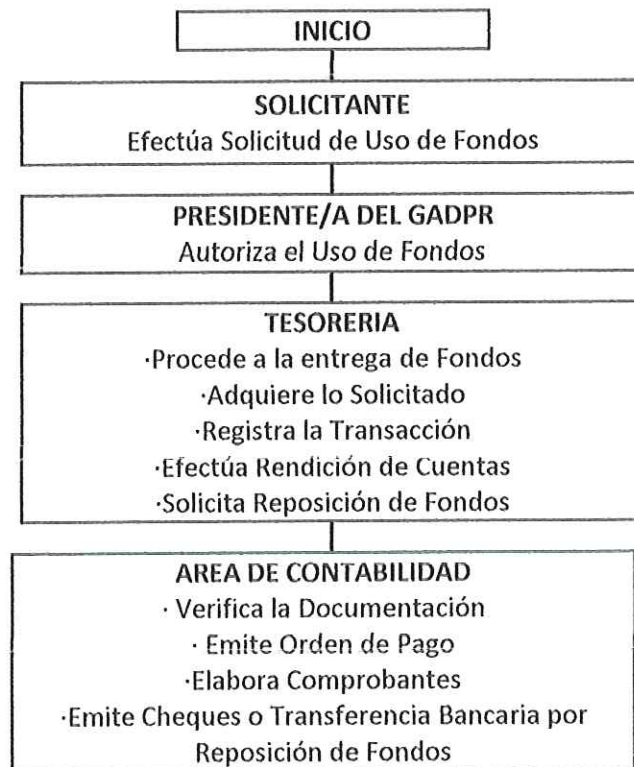 INICIO
SOLICITANTE
Efectúa Solicitud de Uso de Fondos
PRESIDENTE/A DEL GADPR
Autoriza el Uso de Fondos
TESORERIA
·Procede a la entrega de Fondos
·Adquiere lo Solicitado
·Registra la Transacción
·Efectúa Rendición de Cuentas
·Solicita Reposición de Fondos
AREA DE CONTABILIDAD
· Verifica la Documentación
· Emite Orden de Pago
·Elabora Comprobantes
·Emite Cheques o Transferencia Bancaria por
Reposición de Fondos